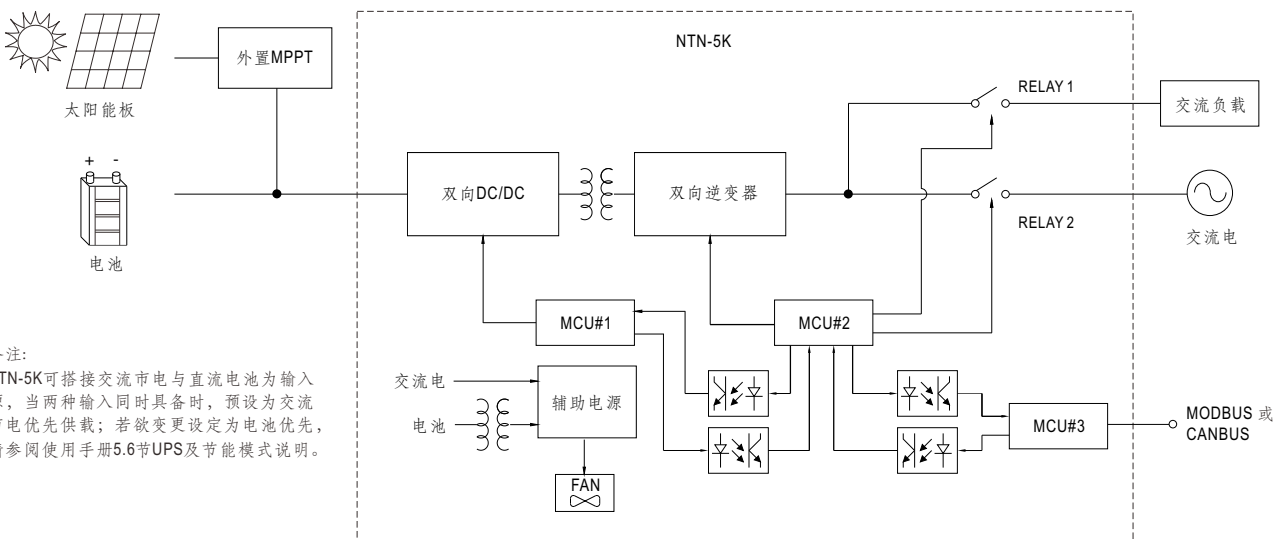 NTN-5K
外置MPPT
太阳能板
RELAY 1
交流负载
+ -
双向DC/DC
双向逆变器
RELAY 2
交流电
电池
MCU#1
MCU#2
注:
TN-5K可搭接交流市电与直流电池为输入
,当两种输入同时具备时,预设为交流
电优先供载;若欲变更设定为电池优先,
参阅使用手册5.6节UPS及节能模式说明。
交流电
电池
辅助电源
FAN
MCU#3
MODBUS 或
CANBUS